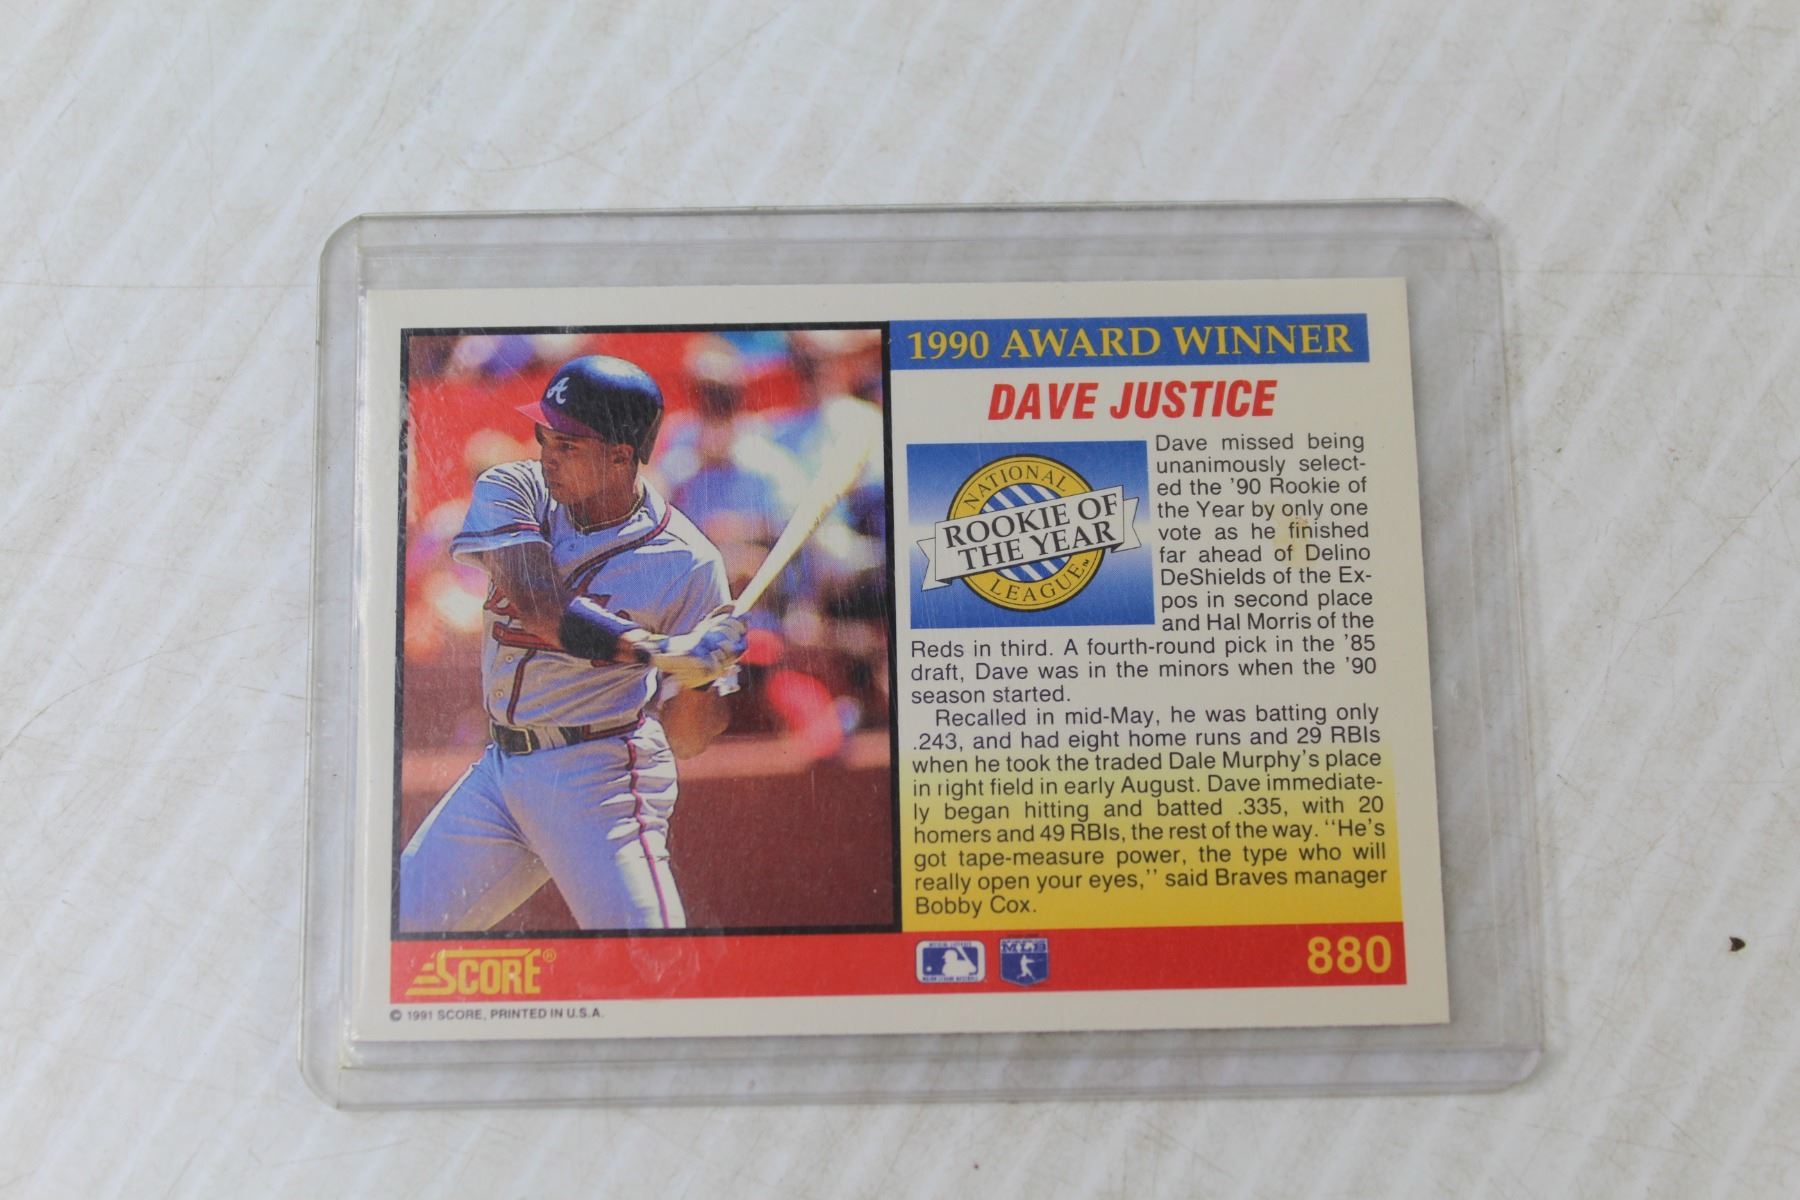 A
1990 AWARD WINNER
DAVE JUSTICE
NATIONAL
ROOKIE OF
THE YEAR
LEAGUE™
Dave missed being
unanimously select-
ed the '90 Rookie of
the Year by only one
vote as he finished
far ahead of Delino
DeShields of the Ex-
pos in second place
and Hal Morris of the
Reds in third. A fourth-round pick in the '85
draft, Dave was in the minors when the '90
season started.
Recalled in mid-May, he was batting only
.243, and had eight home runs and 29 RBIs
when he took the traded Dale Murphy's place
in right field in early August. Dave immediate-
ly began hitting and batted .335, with 20
homers and 49 RBIs, the rest of the way. "He's
got tape-measure power, the type who will
really open your eyes," said Braves manager
Bobby Cox.
SCORE®
MLB
880
© 1991 SCORE, PRINTED IN U.S.A.